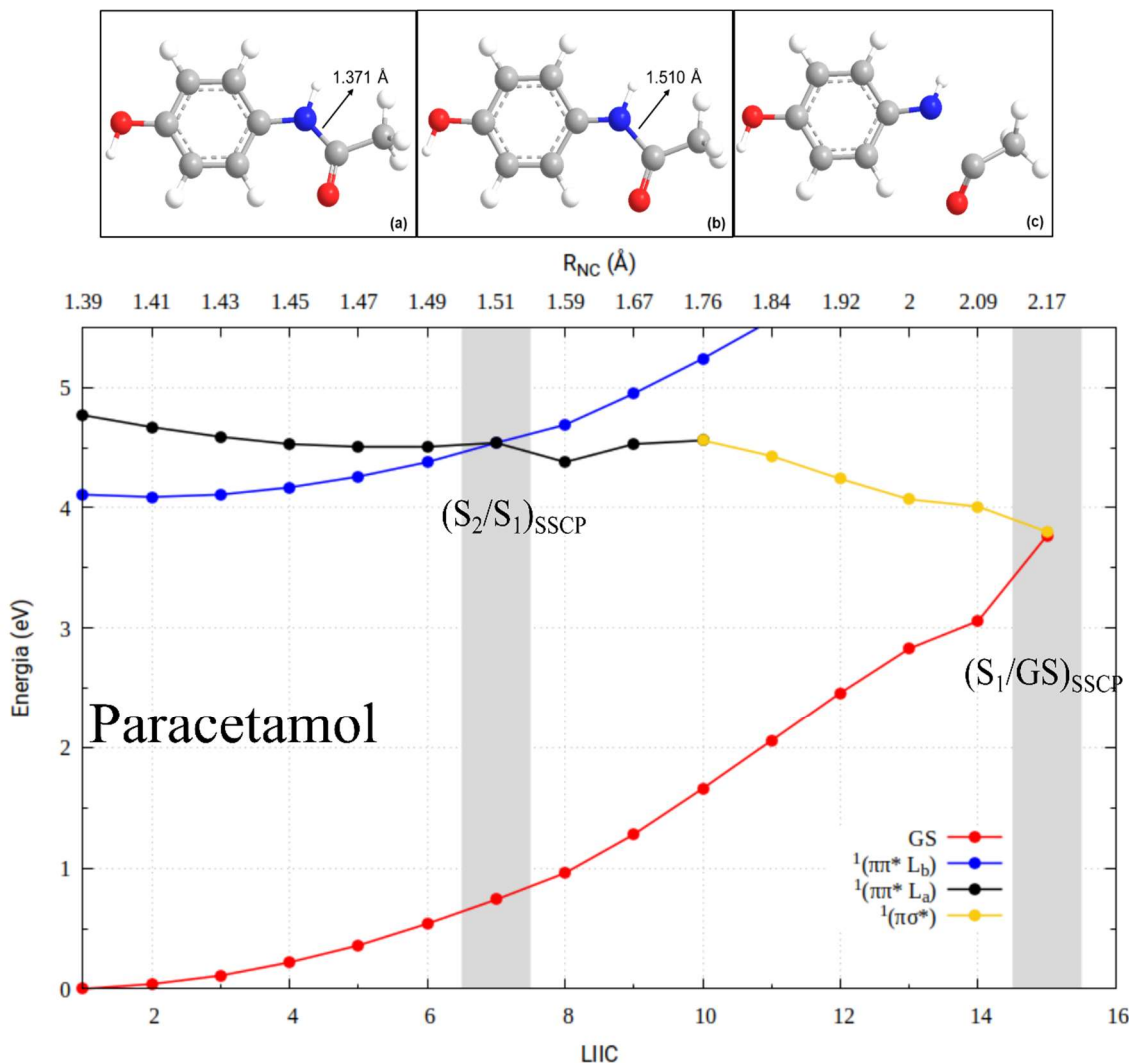 1.371 Å
1.510 Å
(a)
(b)
(c)
R_NC (Å)
1.39 1.41 1.43 1.45 1.47 1.49 1.51 1.59 1.67 1.76 1.84 1.92 2 2.09 2.17
5
4
3
2
1
0
Energia (eV)
(S₂/S₁)SSCP
(S₁/GS)SSCP
Paracetamol
GS
¹(ππ* L_b)
¹(ππ* L_a)
¹(πσ*)
2 4 6 8 10 12 14 16
LIIC